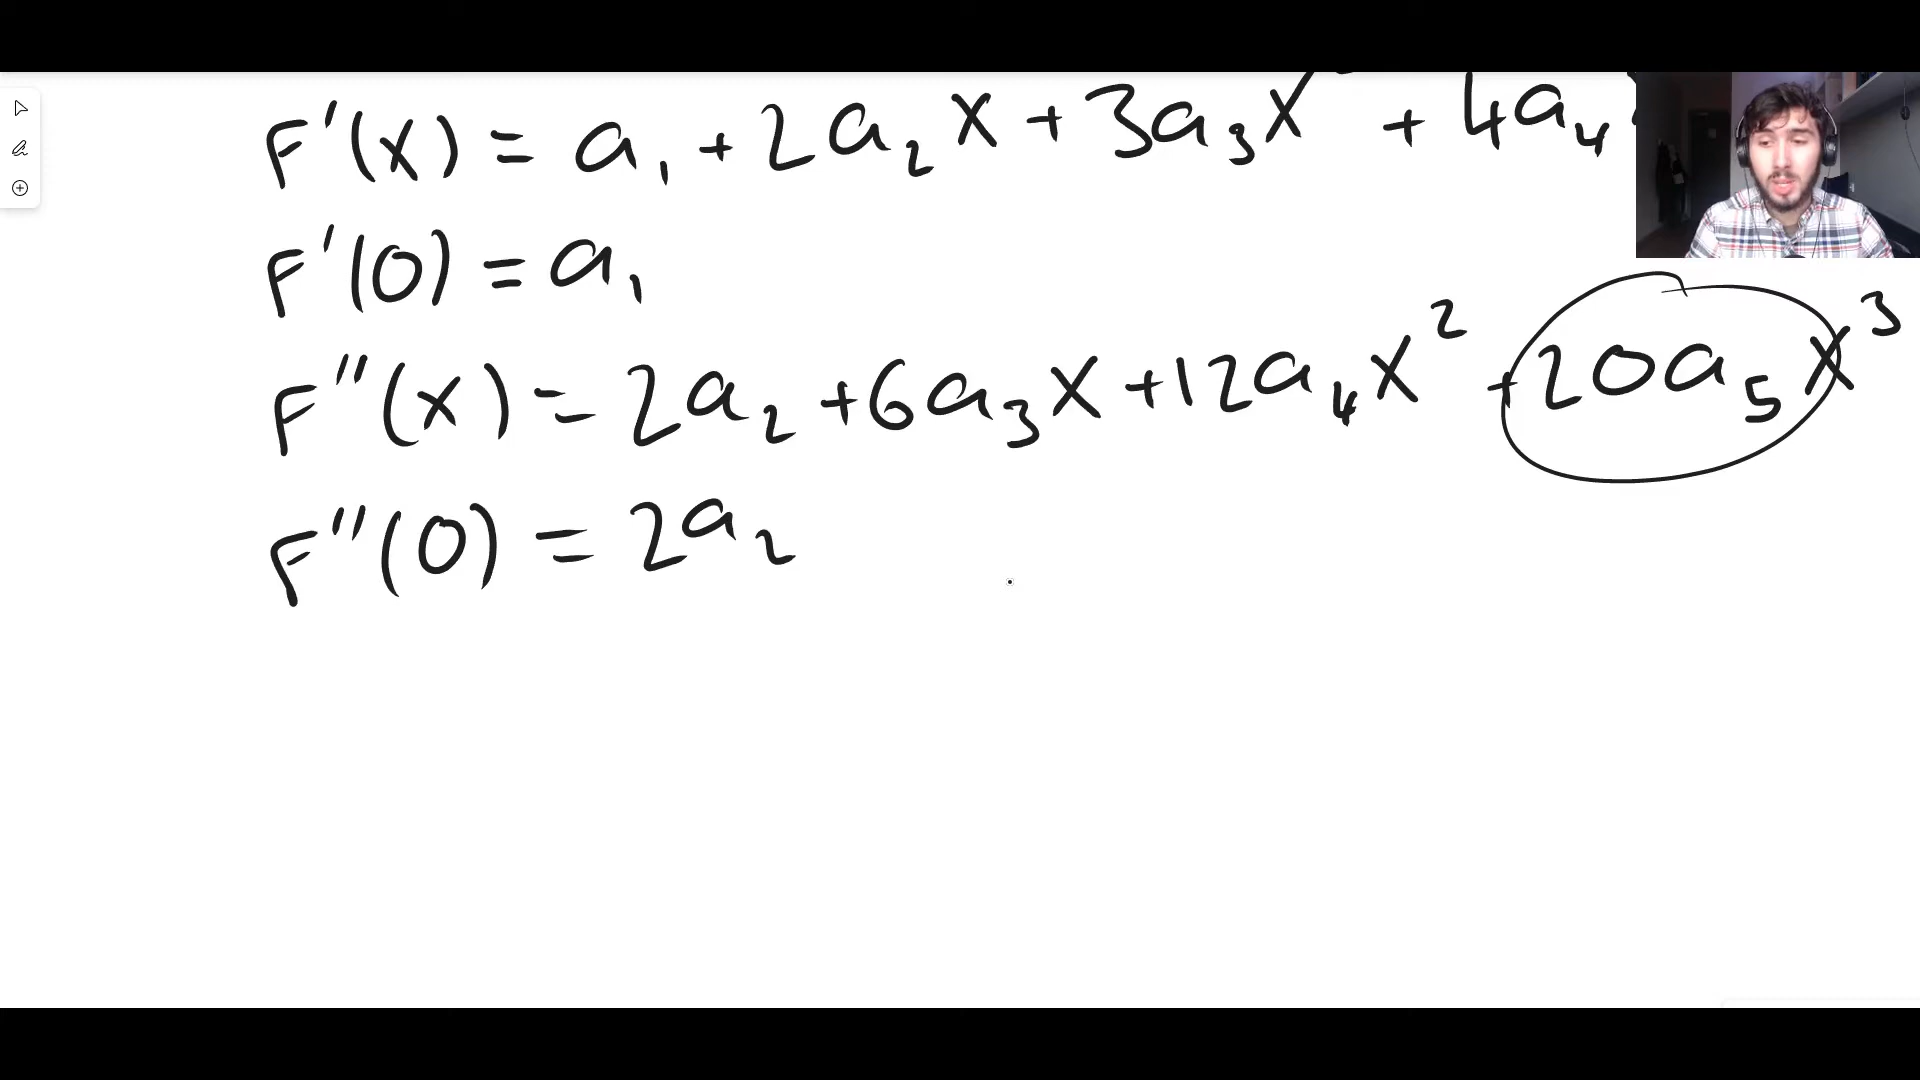 F'(x) = a₁ + 2a₂x + 3a₃x + 4a₄
F'(0) = a₁
F''(x) = 2a₂ + 6a₃x + 12a₄x² + 20a₅x³
F''(0) = 2a₂